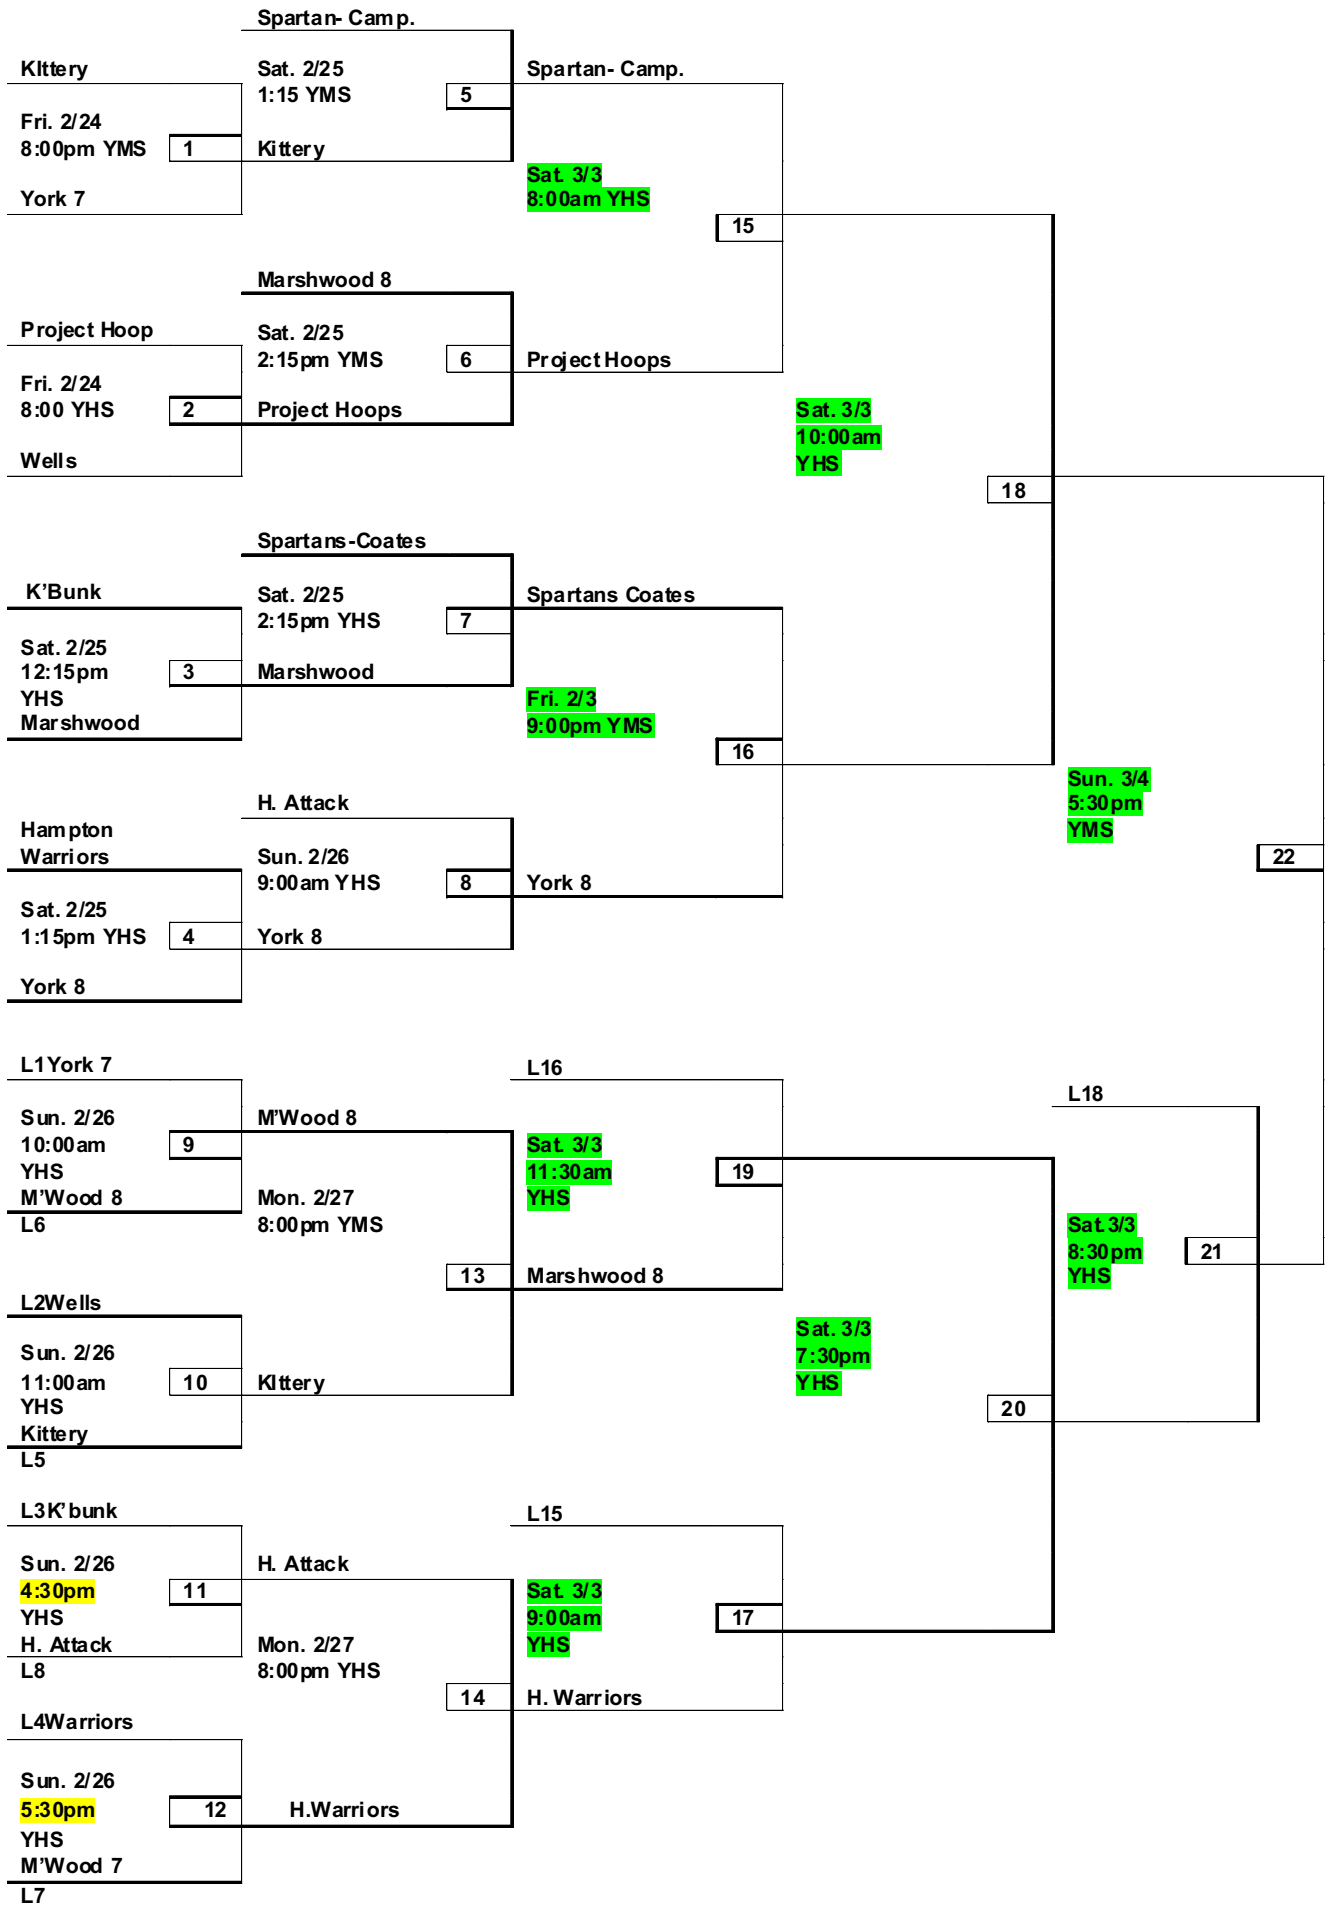 Spartan- Camp.
KIttery
Sat. 2/25
1:15 YMS
5
Spartan- Camp.
Fri. 2/24
8:00pm YMS
1
Kittery
York 7
Sat. 3/3
8:00am YHS
15
Marshwood 8
Project Hoop
Sat. 2/25
2:15pm YMS
6
Project Hoops
Fri. 2/24
8:00 YHS
2
Project Hoops
Wells
Sat. 3/3
10:00am
YHS
18
Spartans-Coates
K’Bunk
Sat. 2/25
2:15pm YHS
7
Spartans Coates
Sat. 2/25
12:15pm
YHS
3
Marshwood
Marshwood
Fri. 2/3
9:00pm YMS
16
Sun. 3/4
5:30pm
YMS
22
H. Attack
Hampton
Warriors
Sun. 2/26
9:00am YHS
8
York 8
Sat. 2/25
1:15pm YHS
4
York 8
York 8
L1York 7
L16
L18
Sun. 2/26
10:00am
YHS
9
M’Wood 8
M'Wood 8
L6
Mon. 2/27
8:00pm YMS
13
Sat. 3/3
11:30am
YHS
19
Marshwood 8
Sat.3/3
8:30pm
YHS
21
L2Wells
Sun. 2/26
11:00am
YHS
10
KIttery
Kittery
L5
Sat. 3/3
7:30pm
YHS
20
L3K’bunk
L15
Sun. 2/26
4:30pm
YHS
11
H. Attack
H. Attack
L8
Mon. 2/27
8:00pm YHS
14
Sat. 3/3
9:00am
YHS
17
H. Warriors
L4Warriors
Sun. 2/26
5:30pm
YHS
12
H.Warriors
M’Wood 7
L7